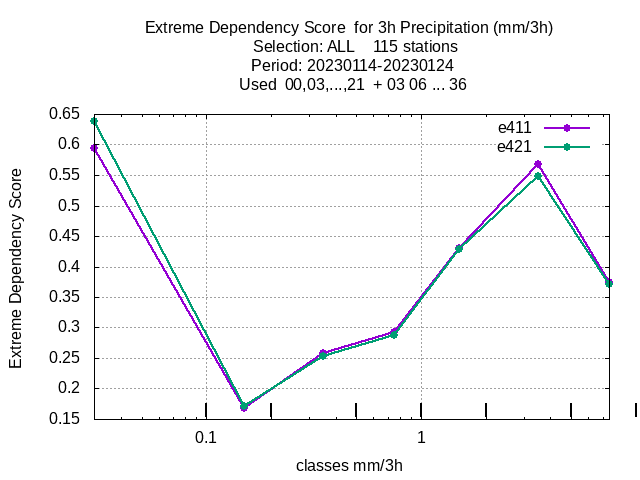 Extreme Dependency Score  for 3h Precipitation (mm/3h)
Selection: ALL    115 stations
Period: 20230114-20230124
Used  00,03,...,21  + 03 06 ... 36
e411
e421
Extreme Dependency Score
0.65
0.6
0.55
0.5
0.45
0.4
0.35
0.3
0.25
0.2
0.15
0.1
1
classes mm/3h